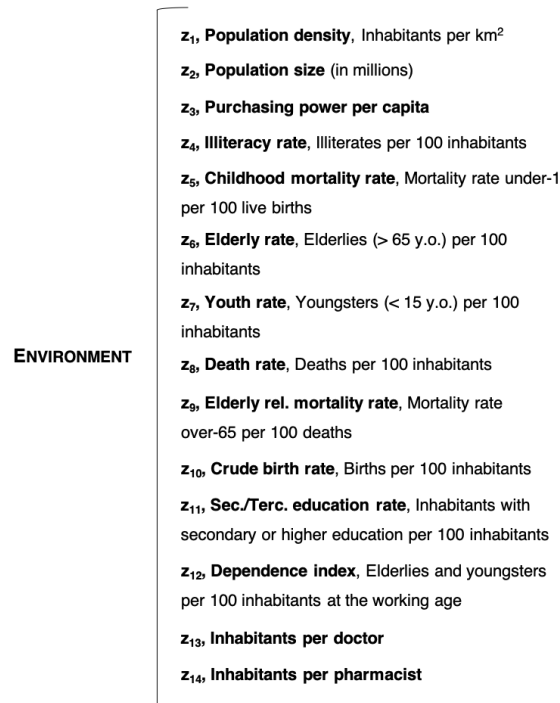 z₁, Population density, Inhabitants per km²
z₂, Population size (in millions)
z₃, Purchasing power per capita
z₄, Illiteracy rate, Illiterates per 100 inhabitants
z₅, Childhood mortality rate, Mortality rate under-1
per 100 live births
z₆, Elderly rate, Elderlies (> 65 y.o.) per 100
inhabitants
z₇, Youth rate, Youngsters (< 15 y.o.) per 100
inhabitants
ENVIRONMENT
z₈, Death rate, Deaths per 100 inhabitants
z₉, Elderly rel. mortality rate, Mortality rate
over-65 per 100 deaths
z₁₀, Crude birth rate, Births per 100 inhabitants
z₁₁, Sec./Terc. education rate, Inhabitants with
secondary or higher education per 100 inhabitants
z₁₂, Dependence index, Elderlies and youngsters
per 100 inhabitants at the working age
z₁₃, Inhabitants per doctor
z₁₄, Inhabitants per pharmacist